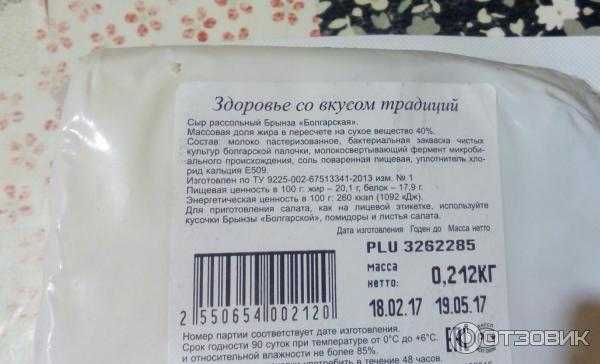 Здоровье со вкусом традиций
Сыр рассольный Брынза «Болгарская».
Массовая доля жира в пересчете на сухое вещество 40%.
Состав: молоко пастеризованное, бактериальная закваска чистых
культур болгарской палочки, молокосвертывающий фермент микроби-
ального происхождения, соль поваренная пищевая, уплотнитель хло-
рид кальция Е509.
Изготовлен по ТУ 9225-002-67513341-2013 изм. № 1
Пищевая ценность в 100 г: жир – 20,1 г, белок – 17,9 г.
Энергетическая ценность в 100 г: 260 ккал (1092 кДж).
Для приготовления салата, как на лицевой этикетке, используйте
кусочки Брынзы «Болгарской», помидоры и листья салата.
Дата изготовления Годен до Масса нетто
PLU 3262285
масса
нетто: 0,212КГ
18.02.17 19.05.17
2 550654 002120
Номер партии соответствует дате изготовления.
Срок годности 90 суток при температуре от 0°С до +6°С.
и относительной влажности не более 85%.
употребить в течение 48 часов.
ЕАС
ОТЗОВИК